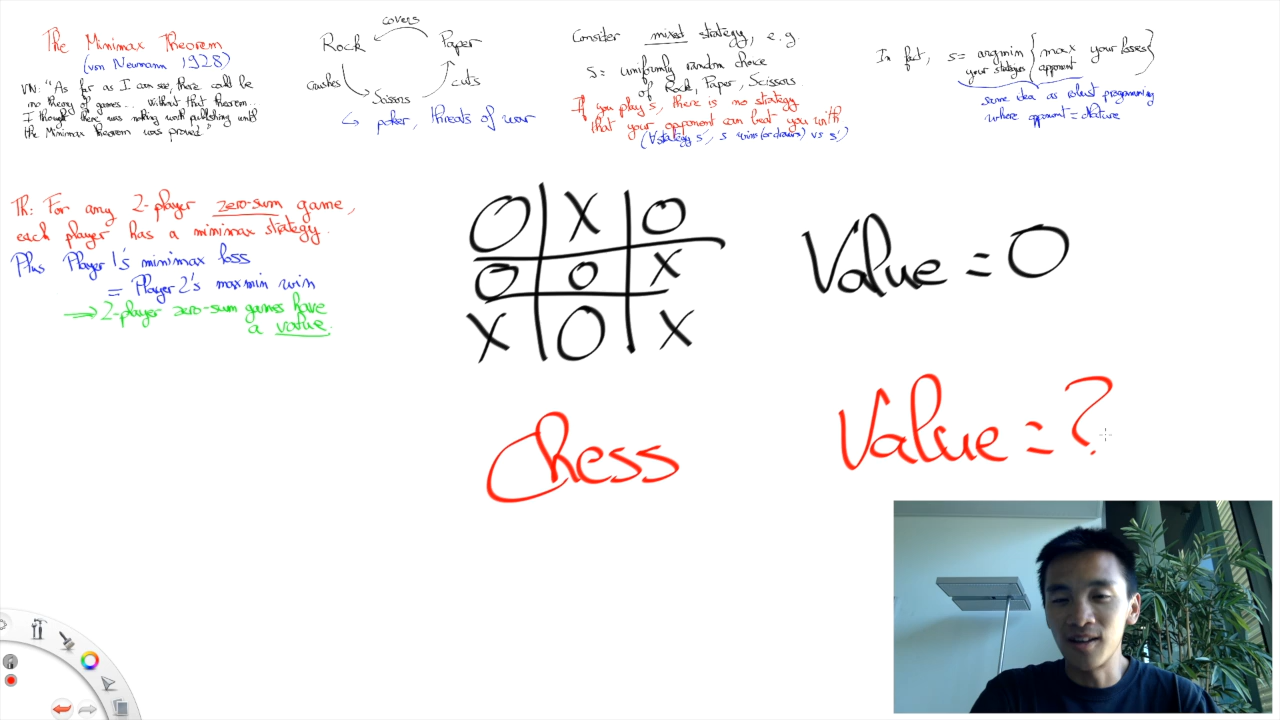 The Minimax Theorem
(von Neumann, 1928)
VN: "As far as I can see, there could be
no theory of games... without that theorem...
I thought there was nothing worth publishing until
the Minimax Theorem was proved"
covers
Rock
Paper
crushes
cuts
Scissors
↳ poker, threats of war
Consider mixed strategy, e.g.
S = uniformly random choice
of Rock, Paper, Scissors.
If you play s, there is no strategy
that your opponent can beat you with
(∀ strategy s', s wins (or draws) vs s')
In fact, s = argmin { max your losses }
your strategies opponent
same idea as robust programming
where opponent = Nature
Th: For any 2-player zero-sum game,
each player has a minimax strategy.
Plus Player 1's minimax loss
= Player 2's maxmin win
⇒ 2-player zero-sum games have
a value.
O X O
O O X
X O X
Value = 0
Chess
Value = ?